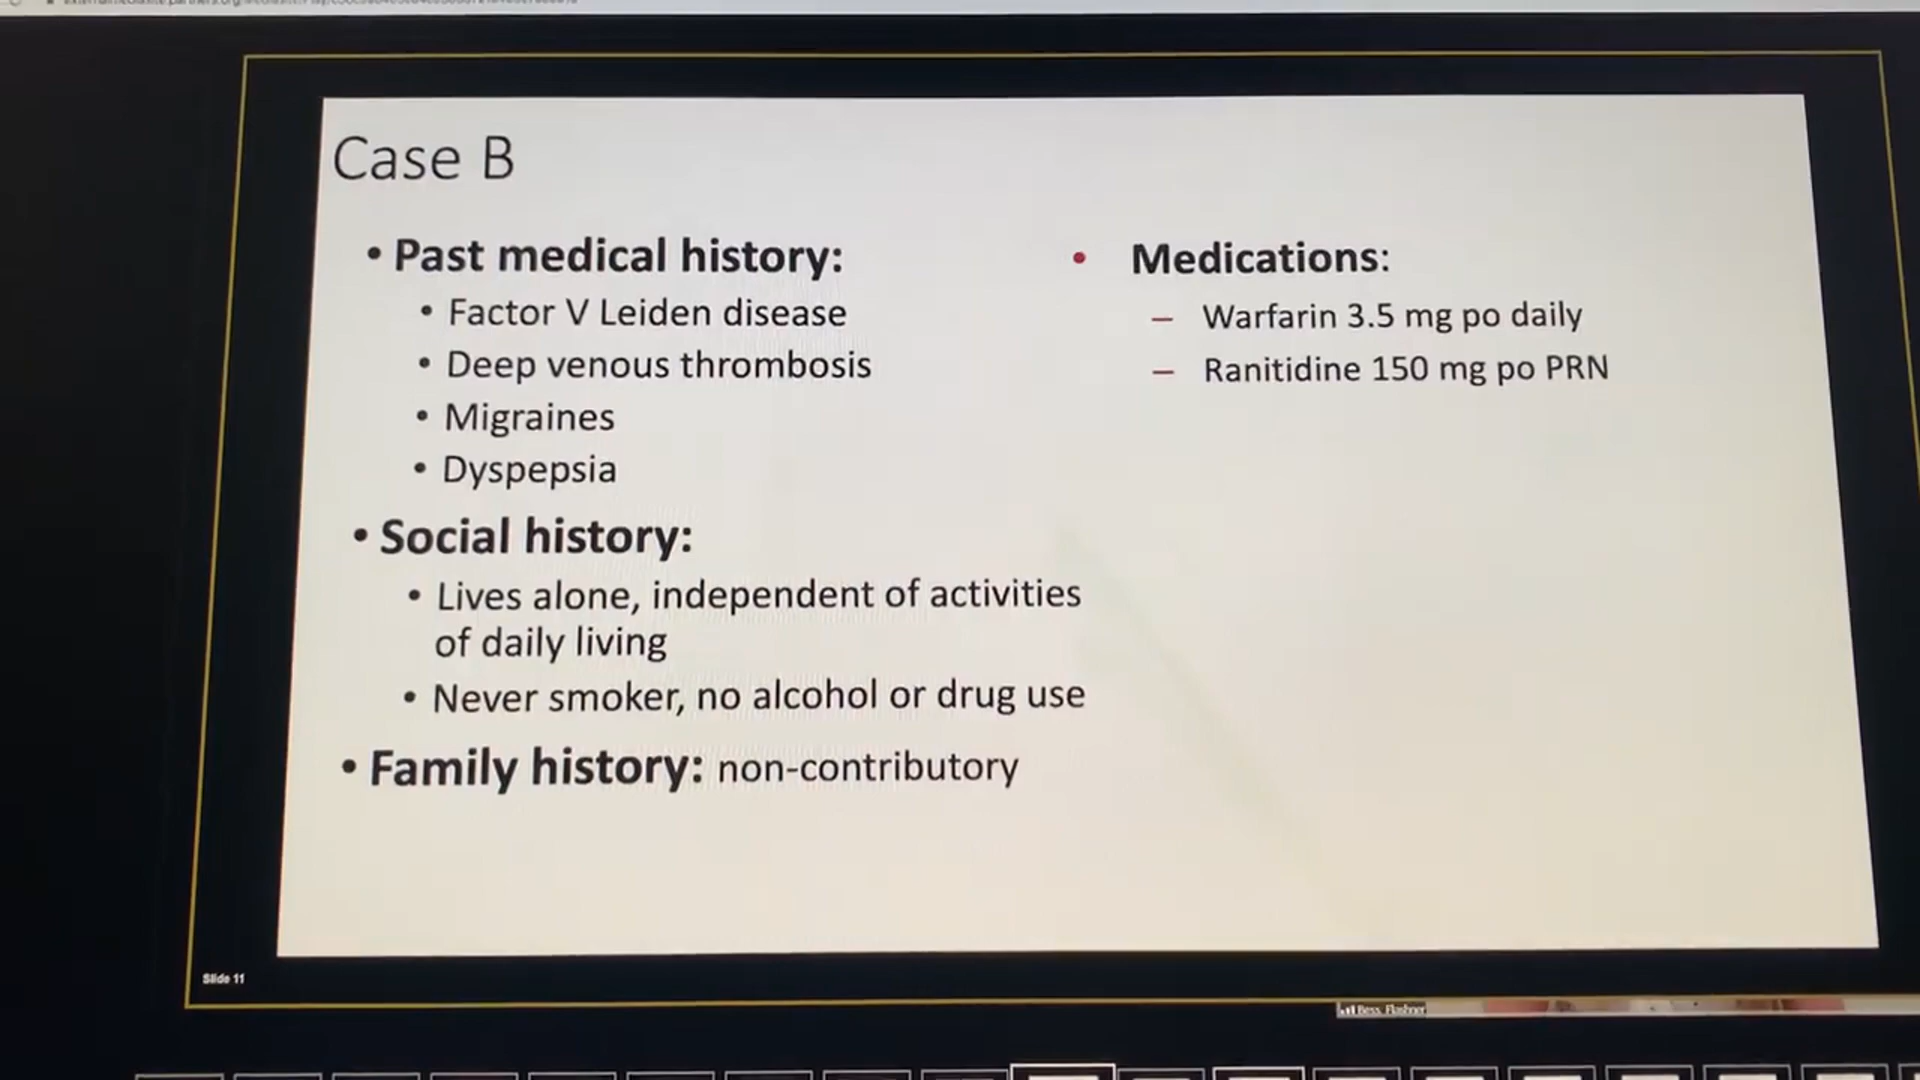 Case B
• Past medical history:
• Factor V Leiden disease
• Deep venous thrombosis
• Migraines
• Dyspepsia
• Social history:
• Lives alone, independent of activities
of daily living
• Never smoker, no alcohol or drug use
• Family history: non-contributory
• Medications:
– Warfarin 3.5 mg po daily
– Ranitidine 150 mg po PRN
Slide 11
Bess, Flashner